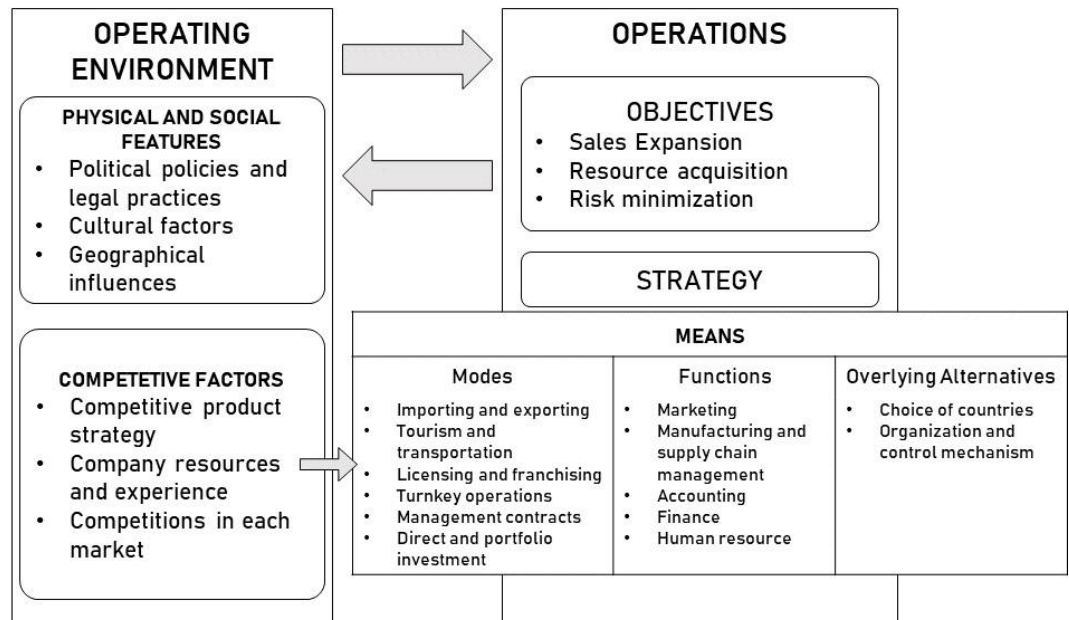 OPERATING
ENVIRONMENT
PHYSICAL AND SOCIAL
FEATURES
• Political policies and
legal practices
• Cultural factors
• Geographical
influences
COMPETETIVE FACTORS
• Competitive product
strategy
• Company resources
and experience
• Competitions in each
market
OPERATIONS
OBJECTIVES
• Sales Expansion
• Resource acquisition
• Risk minimization
STRATEGY
MEANS
Modes
• Importing and exporting
• Tourism and
transportation
• Licensing and franchising
• Turnkey operations
• Management contracts
• Direct and portfolio
investment
Functions
• Marketing
• Manufacturing and
supply chain
management
• Accounting
• Finance
• Human resource
Overlying Alternatives
• Choice of countries
• Organization and
control mechanism